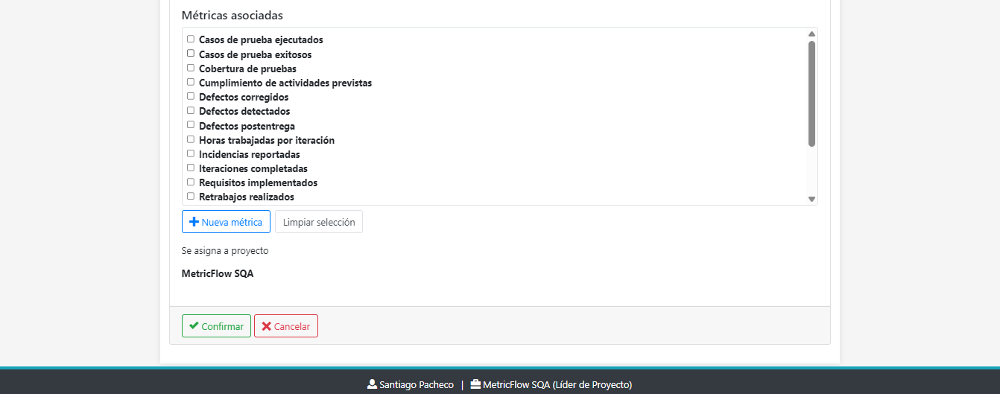 Métricas asociadas
Casos de prueba ejecutados
Casos de prueba exitosos
Cobertura de pruebas
Cumplimiento de actividades previstas
Defectos corregidos
Defectos detectados
Defectos postentrega
Horas trabajadas por iteración
Incidencias reportadas
Iteraciones completadas
Requisitos implementados
Retrabajos realizados
Nueva métrica Limpiar selección
Se asigna a proyecto
MetricFlow SQA
Confirmar Cancelar
Santiago Pacheco | MetricFlow SQA (Líder de Proyecto)